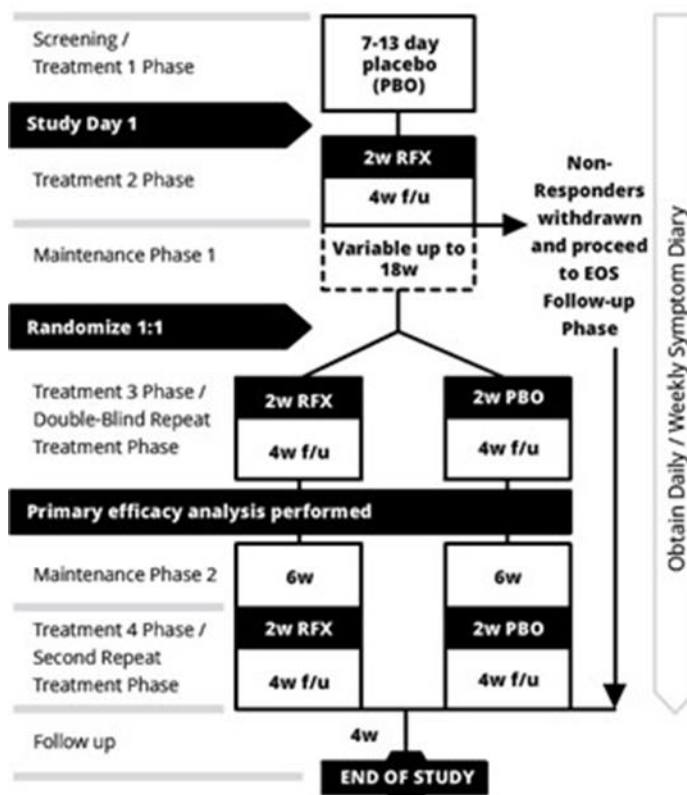 Screening /
Treatment 1 Phase
7-13 day
placebo
(PBO)
Study Day 1
Treatment 2 Phase
2w RFX
4w f/u
Non-
Responders
withdrawn
and proceed
to EOS
Follow-up
Phase
Maintenance Phase 1
Variable up to
18w
Randomize 1:1
Treatment 3 Phase /
Double-Blind Repeat
Treatment Phase
2w RFX
4w f/u
2w PBO
4w f/u
Primary efficacy analysis performed
Maintenance Phase 2
6w
6w
Treatment 4 Phase /
Second Repeat
Treatment Phase
2w RFX
4w f/u
2w PBO
4w f/u
Follow up
4w
END OF STUDY
Obtain Daily / Weekly Symptom Diary